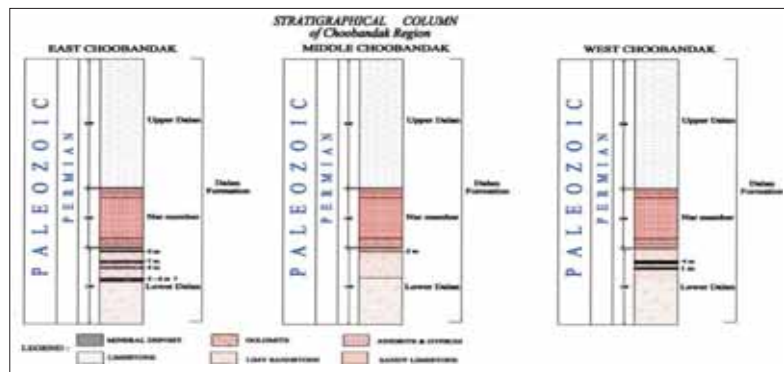 STRATIGRAPHICAL COLUMN
of Choobandak Region
EAST CHOOBANDAK
MIDDLE CHOOBANDAK
WEST CHOOBANDAK
PALEOZOIC
PERMIAN
Upper Dalan
Nar member
Lower Dalan
Dalan
Formation
PALEOZOIC
PERMIAN
Upper Dalan
Nar member
Lower Dalan
Dalan
Formation
PALEOZOIC
PERMIAN
Upper Dalan
Nar member
Lower Dalan
Dalan
Formation
LEGEND :
MINERAL DEPOSIT
DOLOMITE
LIMESTONE
LIMY SANDSTONE
SANDY LIMESTONE